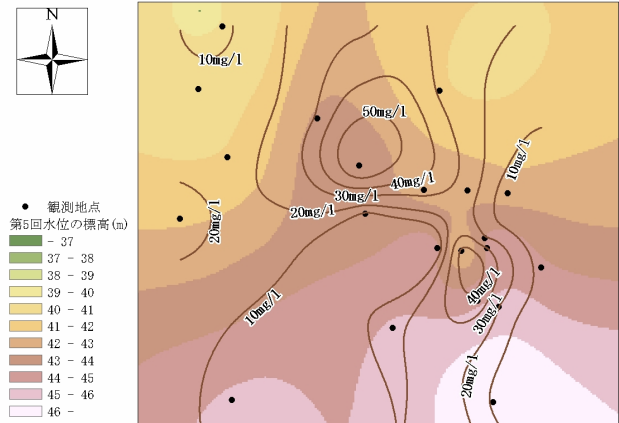 N
10mg/l
50mg/l
10mg/l
40mg/l
30mg/l
20mg/l
20mg/l
10mg/l
40mg/l
30mg/l
20mg/l
観測地点
第5回水位の標高(m)
- 37
37 - 38
38 - 39
39 - 40
40 - 41
41 - 42
42 - 43
43 - 44
44 - 45
45 - 46
46 -